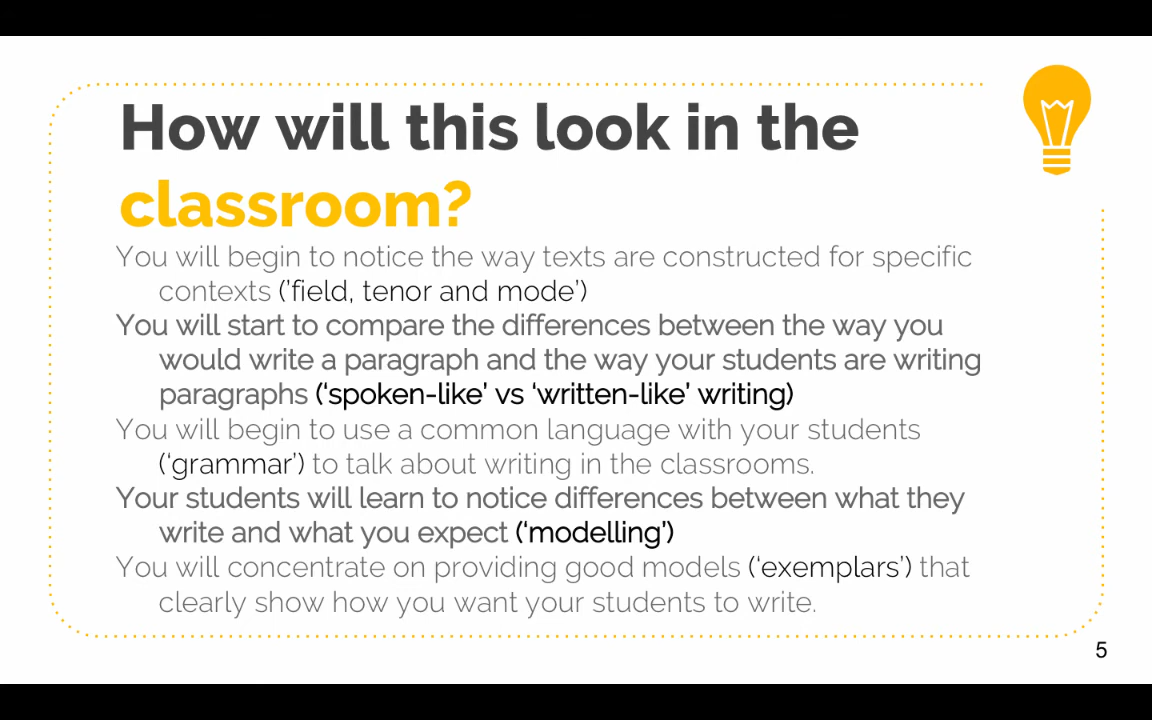 How will this look in the
classroom?
You will begin to notice the way texts are constructed for specific
contexts (’field, tenor and mode’)
You will start to compare the differences between the way you
would write a paragraph and the way your students are writing
paragraphs (‘spoken-like’ vs ‘written-like’ writing)
You will begin to use a common language with your students
(‘grammar’) to talk about writing in the classrooms.
Your students will learn to notice differences between what they
write and what you expect (‘modelling’)
You will concentrate on providing good models (‘exemplars’) that
clearly show how you want your students to write.
5